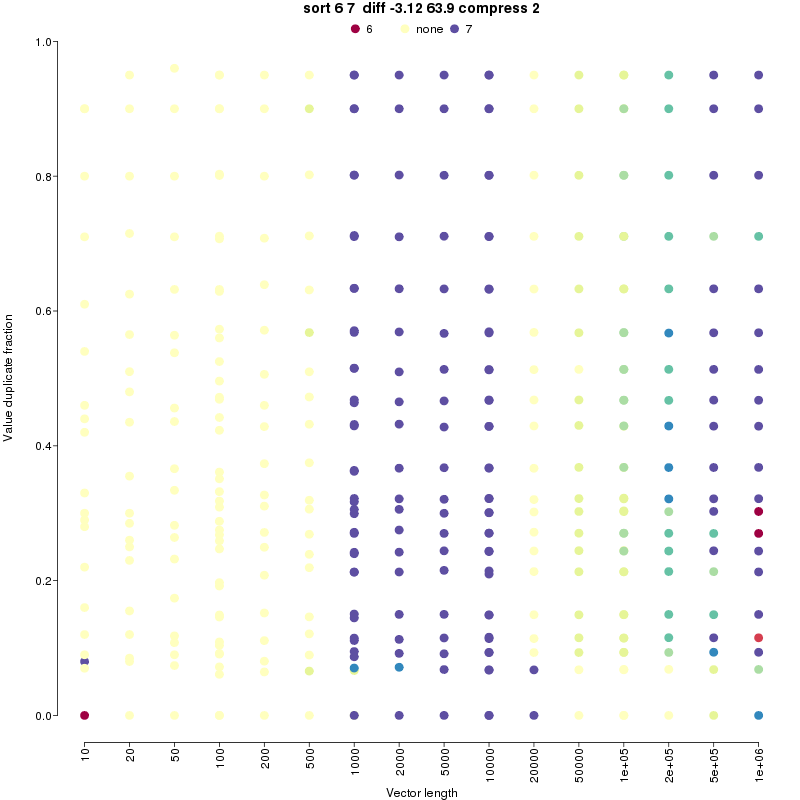 sort 6 7 diff -3.12 63.9 compress 2
6 none 7
1.0
0.8
0.6
0.4
0.2
0.0
Value duplicate fraction
10 20 50 100 200 500 1000 2000 5000 10000 20000 50000 1e+05 2e+05 5e+05 1e+06
Vector length